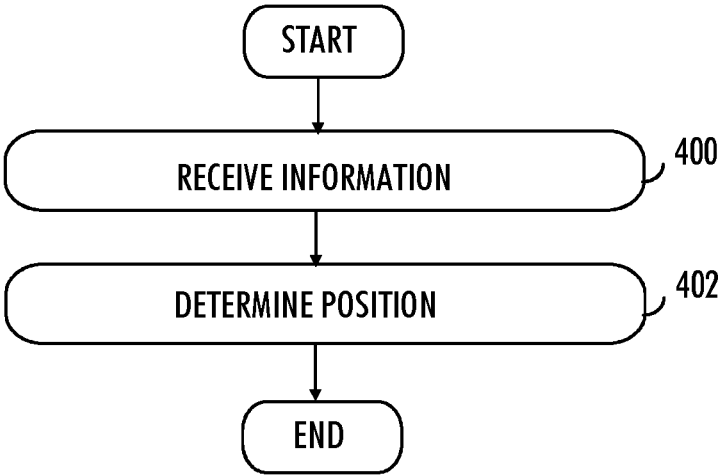 START
RECEIVE INFORMATION
400
DETERMINE POSITION
402
END